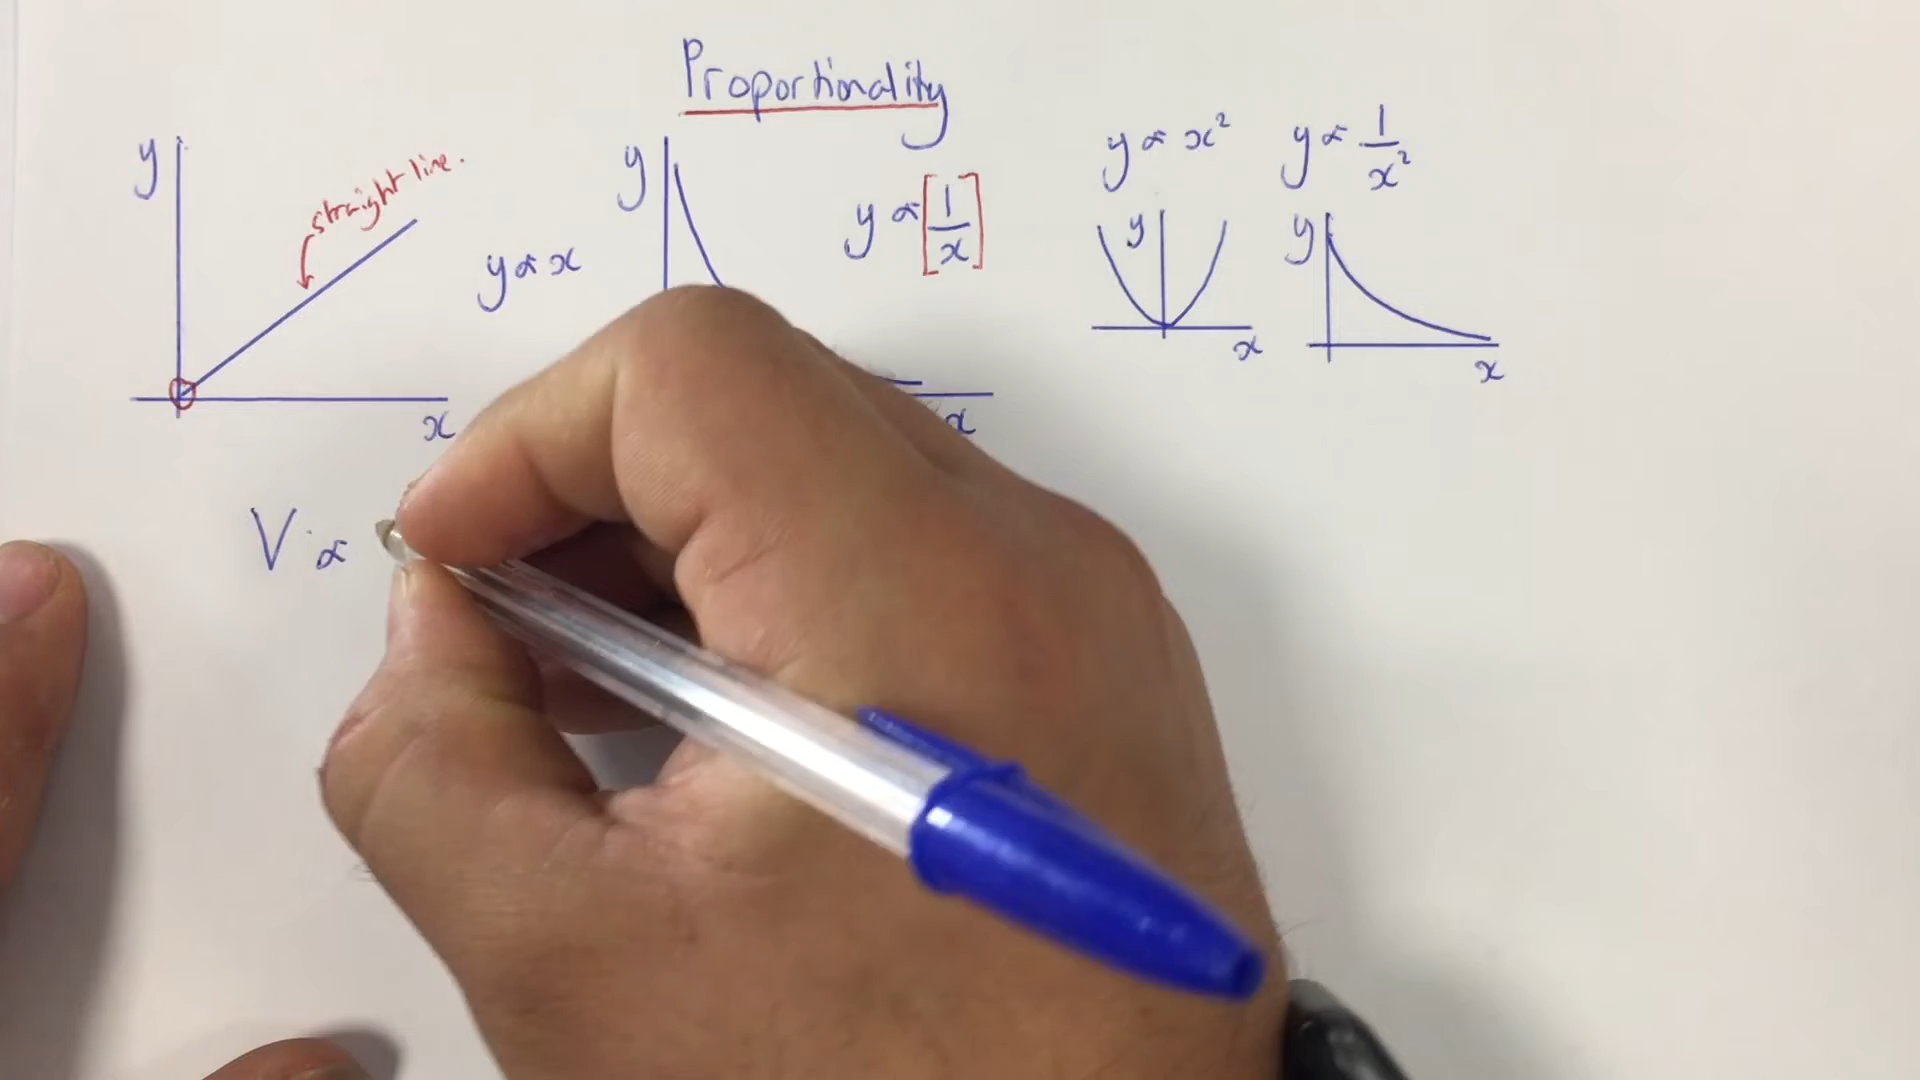 Proportionality
y
straight line.
y ∝ x
x
y
y ∝ [1/x]
x
y ∝ x²
y
x
y ∝ 1/x²
y
x
V ∝